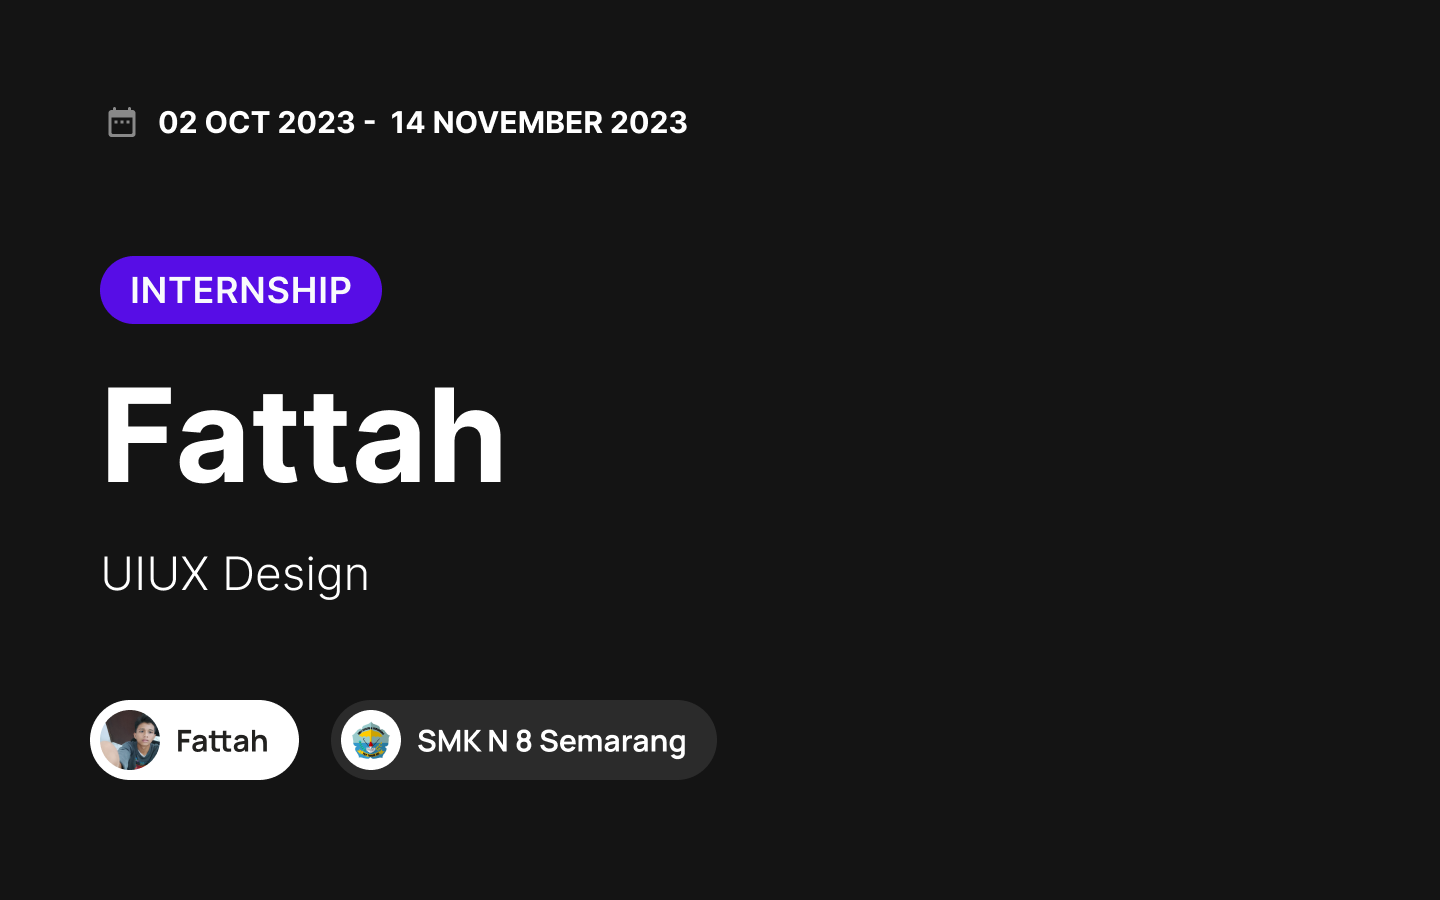 02 OCT 2023 - 14 NOVEMBER 2023
INTERNSHIP
Fattah
UIUX Design
Fattah
SMK N 8 Semarang